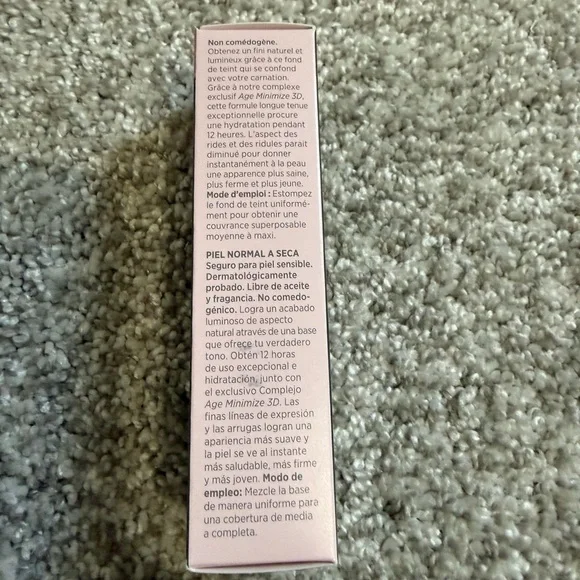 Non comédogène.
Obtenez un fini naturel et
lumineux grâce à ce fond
de teint qui se confond
avec votre carnation.
Grâce à notre complexe
exclusif Age Minimize 3D,
cette formule longue tenue
exceptionnelle procure
une hydratation pendant
12 heures. L'aspect des
rides et des ridules parait
diminué pour donner
instantanément à la peau
une apparence plus saine,
plus ferme et plus jeune.
Mode d'emploi : Estompez
le fond de teint uniformé-
ment pour obtenir une
couvrance superposable
moyenne à maxi.
PIEL NORMAL A SECA
Seguro para piel sensible.
Dermatológicamente
probado. Libre de aceite
y fragancia. No comedo-
génico. Logra un acabado
luminoso de aspecto
natural através de una base
que ofrece tu verdadero
tono. Obtén 12 horas
de uso excepcional e
hidratación, junto con
el exclusivo Complejo
Age Minimize 3D. Las
finas líneas de expresión
y las arrugas logran una
apariencia más suave y
la piel se ve al instante
más saludable, más firme
y más joven. Modo de
empleo: Mezcle la base
de manera uniforme para
una cobertura de media
a completa.